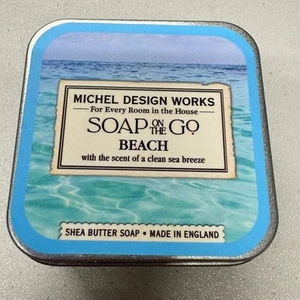 MICHEL DESIGN WORKS
For Every Room in the House
SOAP ON THE GO
BEACH
with the scent of a clean sea breeze
SHEA BUTTER SOAP • MADE IN ENGLAND